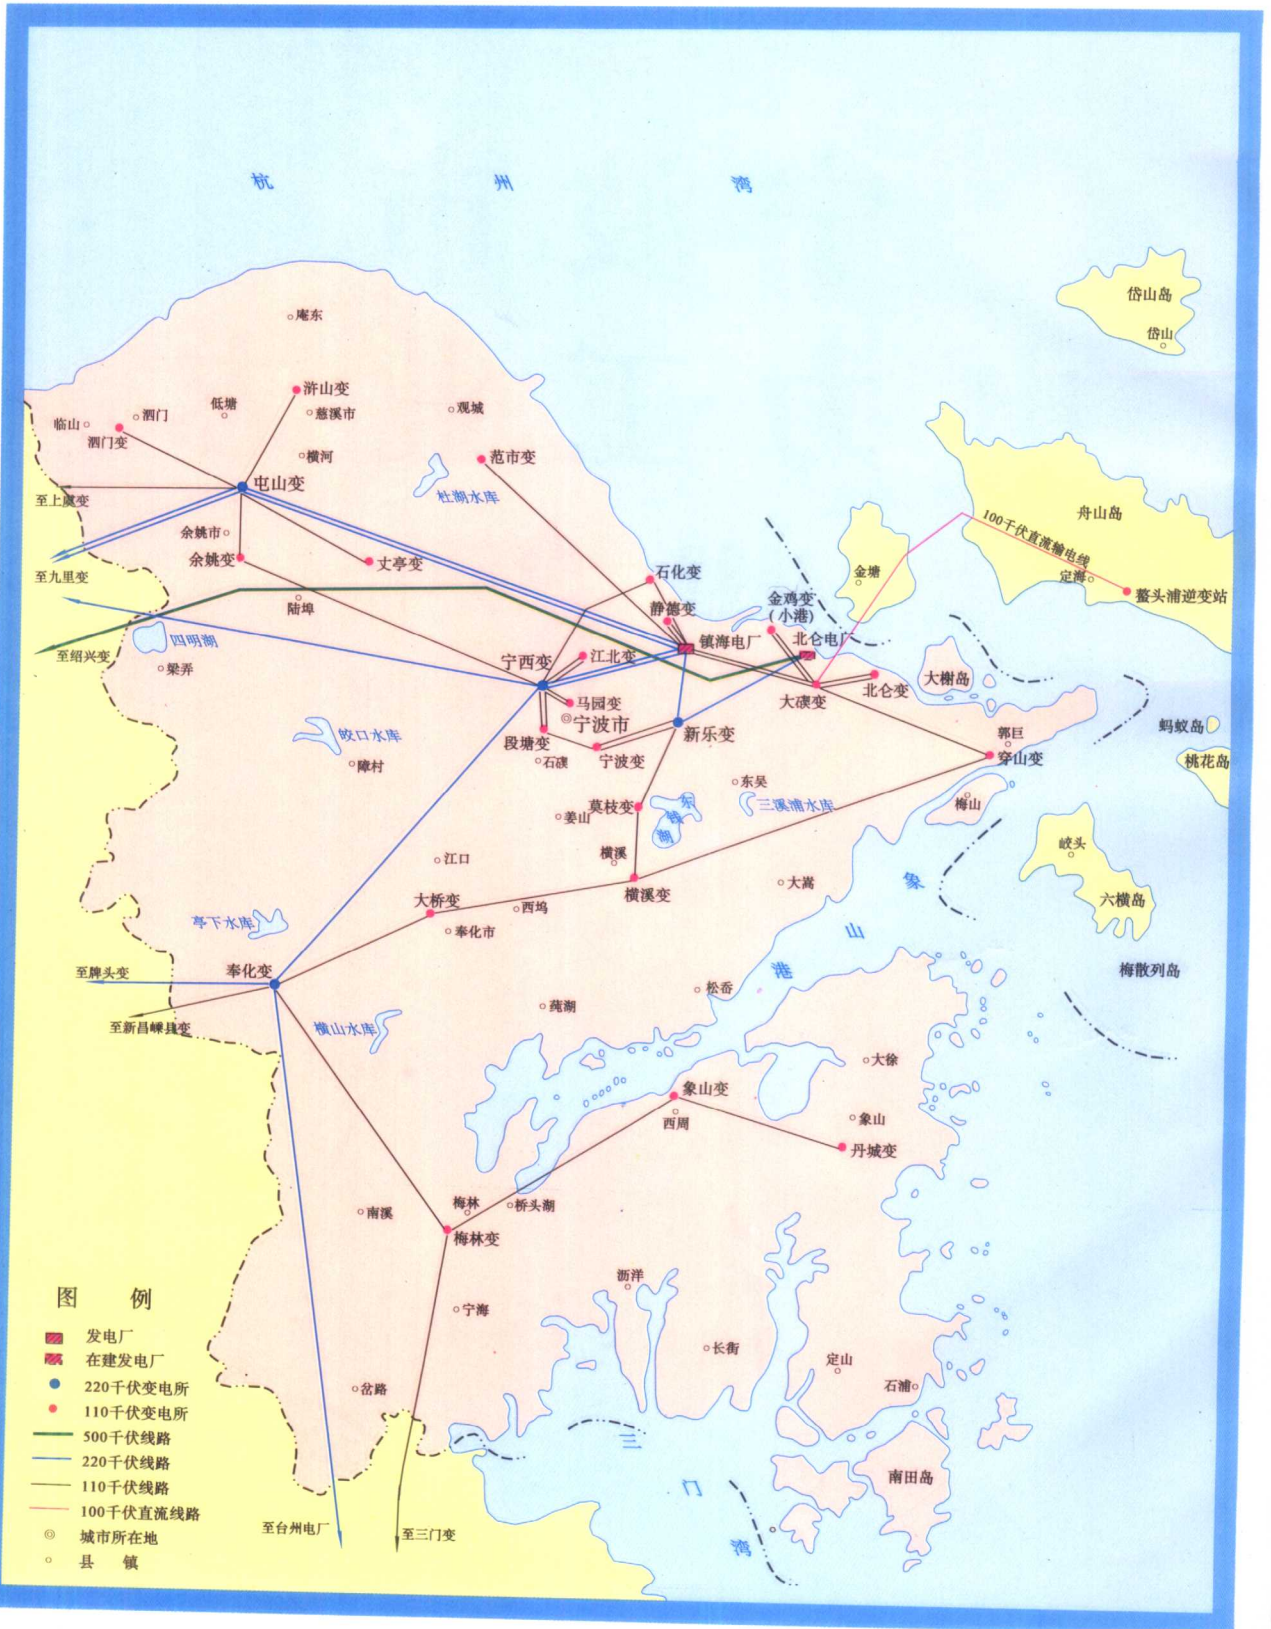 杭州湾
岱山岛
岱山
庵东
浒山变
低塘
慈溪市
观城
泗门
临山
泗门变
横河
范市变
屯山变
杜湖水库
至上虞变
舟山岛
100千伏直流输电线
余姚市
余姚变
丈亭变
石化变
金塘
定海
鳌头浦逆变站
至九里变
陆埠
静德变
金鸡变
(小港)
镇海电厂
北仑电厂
四明湖
至绍兴变
梁弄
宁西变
江北变
大榭岛
北仑变
大碶变
马园变
宁波市
段塘变
新乐变
皎口水库
石碶
宁波变
郭巨
蚂蚁岛
穿山变
桃花岛
障村
东吴
莫枝变
东钱湖
三溪浦水库
梅山
姜山
横溪
峧头
江口
横溪变
大嵩
象山港
大桥变
西坞
六横岛
亭下水库
奉化市
至牌头变
奉化变
梅散列岛
松岙
莼湖
至新昌嵊县变
横山水库
大徐
象山变
西周
象山
丹城变
南溪
梅林
桥头湖
梅林变
沥洋
宁海
长街
定山
石浦
岔路
南田岛
三门湾
至台州电厂
至三门变
图 例
发电厂
在建发电厂
220千伏变电所
110千伏变电所
500千伏线路
220千伏线路
110千伏线路
100千伏直流线路
城市所在地
县 镇